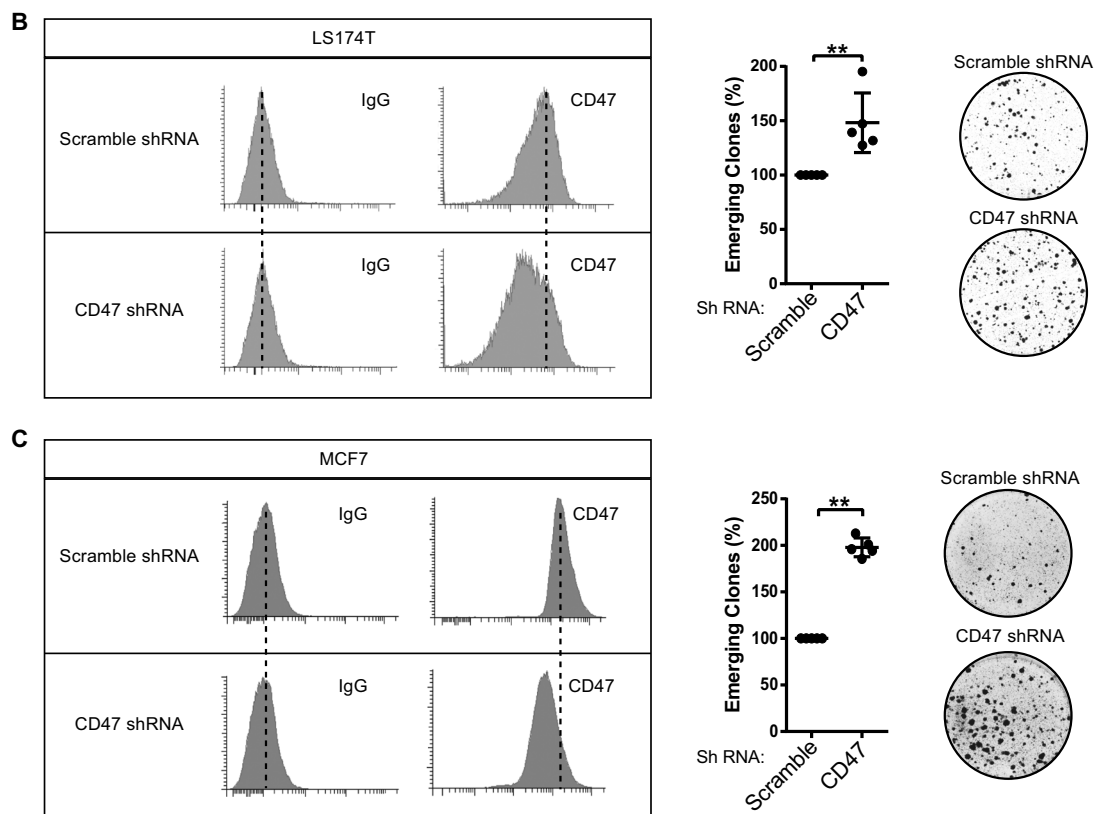 B
LS174T
Scramble shRNA
IgG
CD47
CD47 shRNA
IgG
CD47
**
Emerging Clones (%)
200
150
100
50
0
Sh RNA:
Scramble
CD47
Scramble shRNA
CD47 shRNA
C
MCF7
Scramble shRNA
IgG
CD47
CD47 shRNA
IgG
CD47
**
Emerging Clones (%)
250
200
150
100
50
0
Sh RNA:
Scramble
CD47
Scramble shRNA
CD47 shRNA